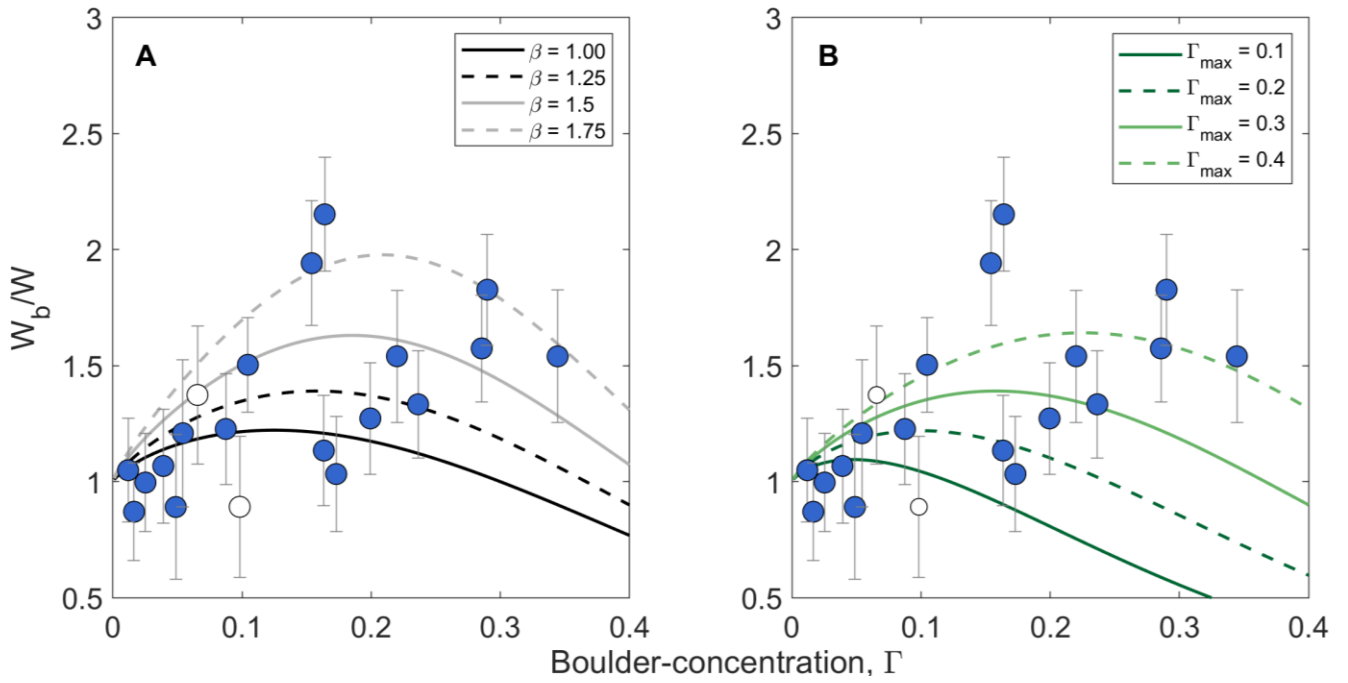 A
β = 1.00
β = 1.25
β = 1.5
β = 1.75
3
2.5
2
1.5
1
0.5
0
0.1
0.2
0.3
0.4
W_b/W
B
Γ_max = 0.1
Γ_max = 0.2
Γ_max = 0.3
Γ_max = 0.4
3
2.5
2
1.5
1
0.5
0
0.1
0.2
0.3
0.4
Boulder-concentration, Γ